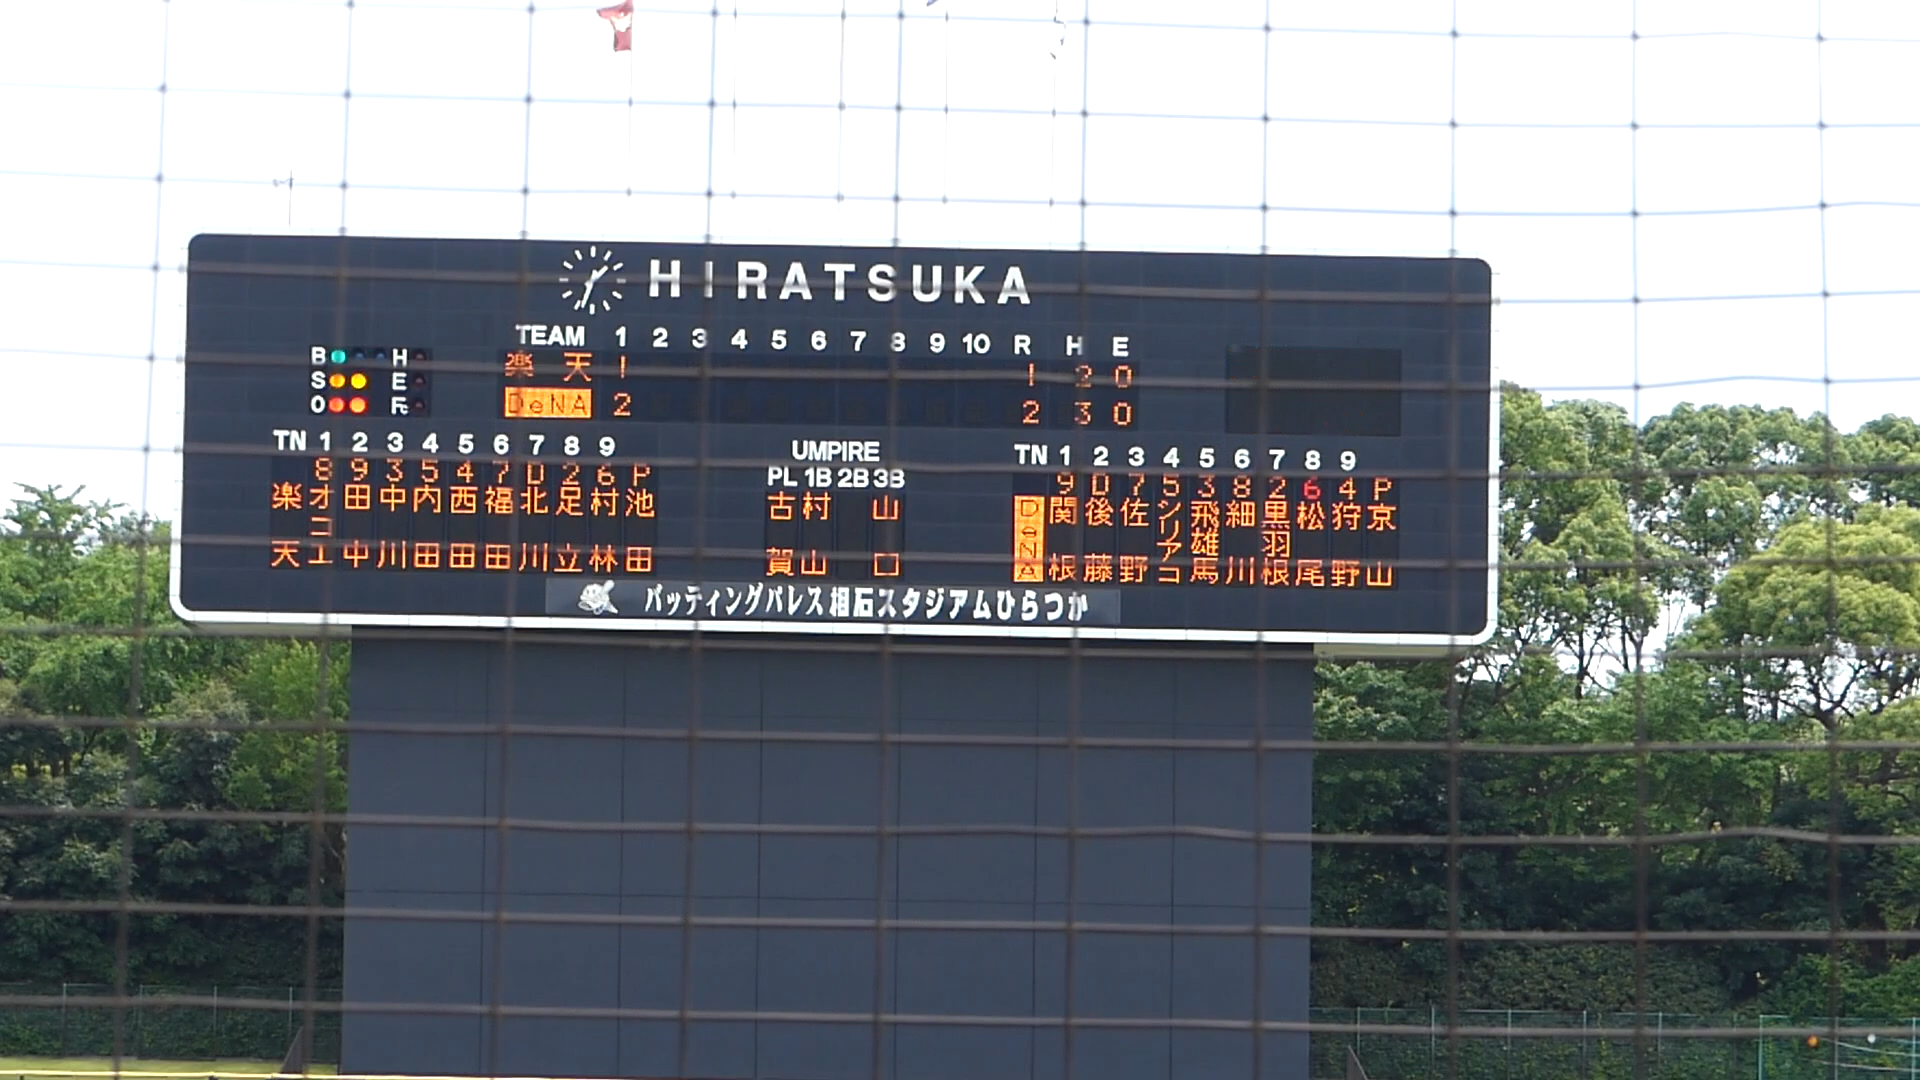 HIRATSUKA
TEAM 1 2 3 4 5 6 7 8 9 10 R H E
楽天 1 1 2 0
DeNA 2 2 3 0
B H
S E
O Fc
TN 1 2 3 4 5 6 7 8 9
8 9 3 5 4 7 D 2 6 P
楽天 オコエ 田中 中川 内田 西田 福田 北川 足立 村林 池田
UMPIRE
PL 1B 2B 3B
古賀 村山 山口
TN 1 2 3 4 5 6 7 8 9
9 D 7 5 3 8 2 6 4 P
DeNA 関根 後藤 佐野 シリアコ 飛雄馬 細川 黒羽根 松尾 狩野 京山
バッティングパレス相石スタジアムひらつか